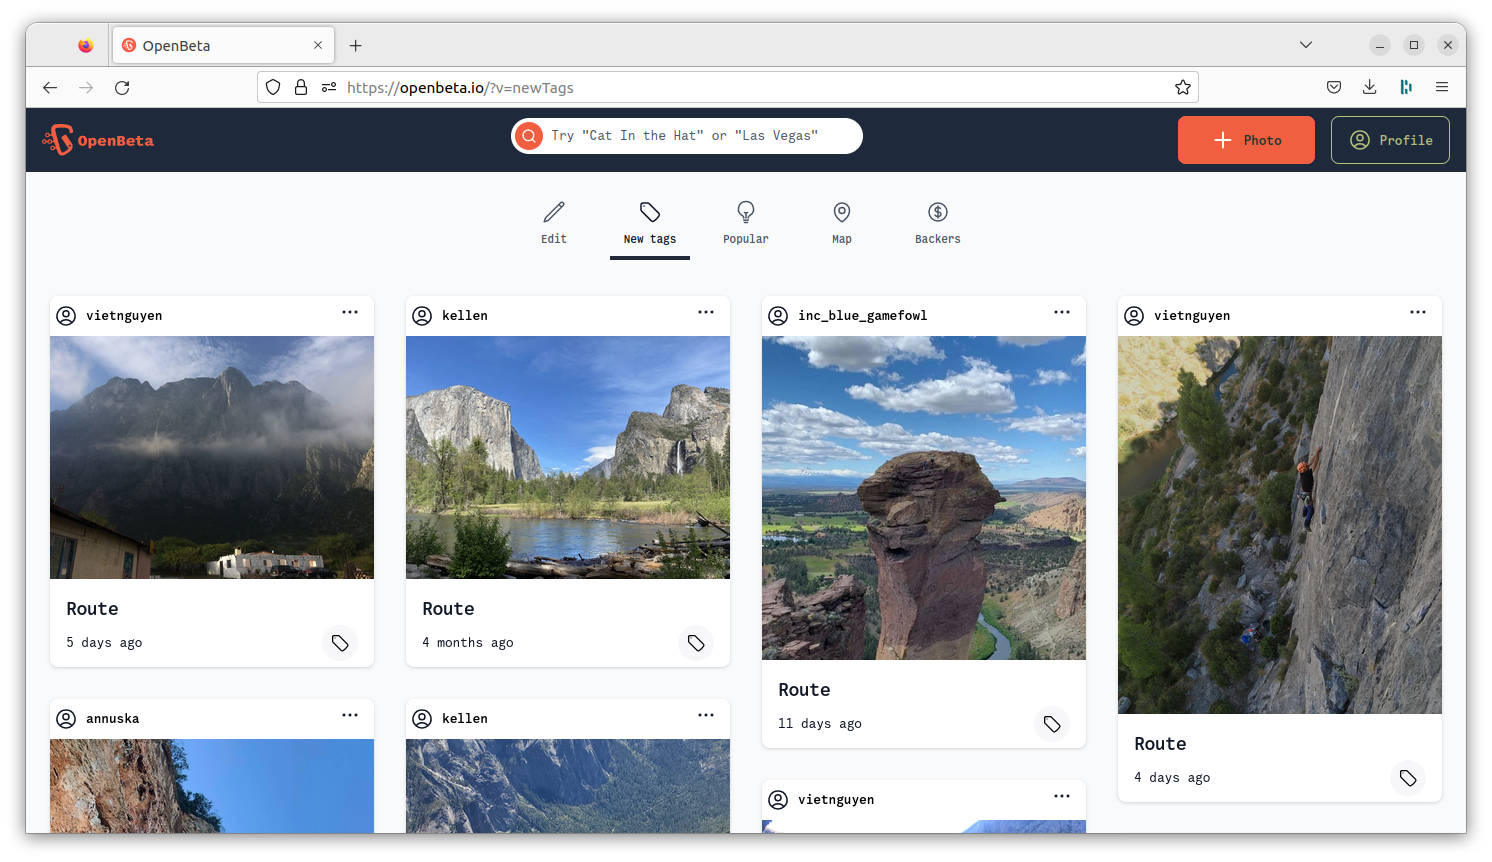 OpenBeta
https://openbeta.io/?v=newTags
OpenBeta
Try "Cat In the Hat" or "Las Vegas"
Photo
Profile
Edit
New tags
Popular
Map
Backers
vietnguyen
Route
5 days ago
kellen
Route
4 months ago
inc_blue_gamefowl
Route
11 days ago
vietnguyen
Route
4 days ago
annuska
kellen
vietnguyen